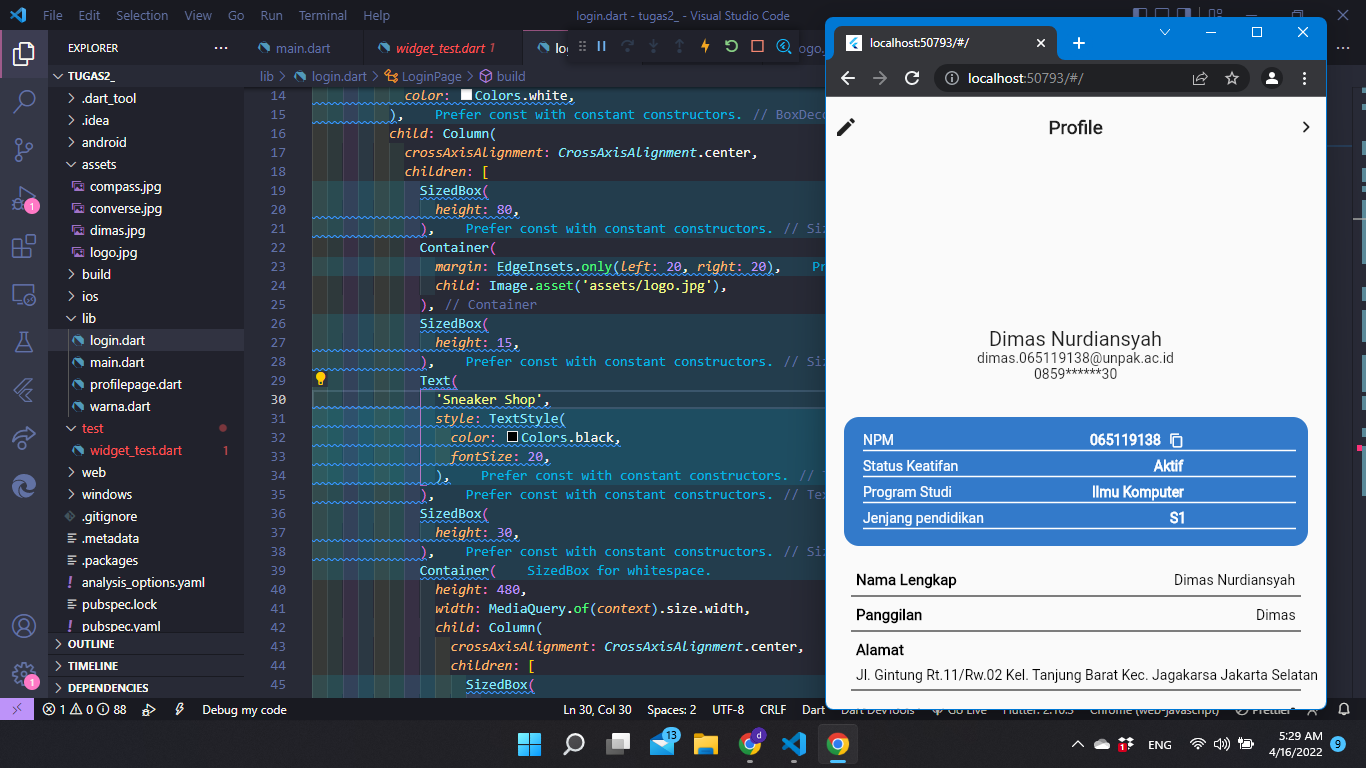 File Edit Selection View Go Run Terminal Help
login.dart - tugas2_ - Visual Studio Code
EXPLORER
TUGAS2_
.dart_tool
.idea
android
assets
compass.jpg
converse.jpg
dimas.jpg
logo.jpg
build
ios
lib
login.dart
main.dart
profilepage.dart
warna.dart
test
widget_test.dart 1
web
windows
.gitignore
.metadata
.packages
analysis_options.yaml
pubspec.lock
pubspec.yaml
OUTLINE
TIMELINE
DEPENDENCIES
main.dart
widget_test.dart 1
lib > login.dart > LoginPage > build
14 color: Colors.white,
15 ), Prefer const with constant constructors. // BoxDeco
16 child: Column(
17 crossAxisAlignment: CrossAxisAlignment.center,
18 children: [
19 SizedBox(
20 height: 80,
21 ), Prefer const with constant constructors. // Si
22 Container(
23 margin: EdgeInsets.only(left: 20, right: 20), Pr
24 child: Image.asset('assets/logo.jpg'),
25 ), // Container
26 SizedBox(
27 height: 15,
28 ), Prefer const with constant constructors. // Si
29 Text(
30 'Sneaker Shop',
31 style: TextStyle(
32 color: Colors.black,
33 fontSize: 20,
34 ), Prefer const with constant constructors. // T
35 ), Prefer const with constant constructors. // Te
36 SizedBox(
37 height: 30,
38 ), Prefer const with constant constructors. // Si
39 Container( SizedBox for whitespace.
40 height: 480,
41 width: MediaQuery.of(context).size.width,
42 child: Column(
43 crossAxisAlignment: CrossAxisAlignment.center,
44 children: [
45 SizedBox(
localhost:50793/#/
localhost:50793/#/
Profile
Dimas Nurdiansyah
dimas.065119138@unpak.ac.id
0859******30
NPM 065119138
Status Keatifan Aktif
Program Studi Ilmu Komputer
Jenjang pendidikan S1
Nama Lengkap Dimas Nurdiansyah
Panggilan Dimas
Alamat
Jl. Gintung Rt.11/Rw.02 Kel. Tanjung Barat Kec. Jagakarsa Jakarta Selatan
1 0 88 Debug my code
Ln 30, Col 30 Spaces: 2 UTF-8 CRLF Dart Dart DevTools Go Live Flutter: 2.10.3 Chrome (web-javascript) Prettier
13
d
1
ENG
5:29 AM
4/16/2022
9